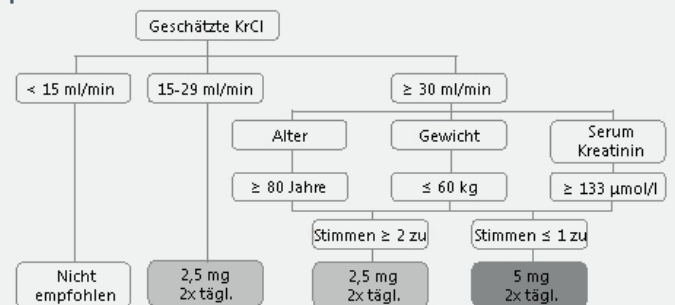 Geschätzte KrCl
< 15 ml/min
15-29 ml/min
≥ 30 ml/min
Alter
Gewicht
Serum
Kreatinin
≥ 80 Jahre
≤ 60 kg
≥ 133 µmol/l
Stimmen ≥ 2 zu
Stimmen ≤ 1 zu
Nicht
empfohlen
2,5 mg
2x tägl.
2,5 mg
2x tägl.
5 mg
2x tägl.